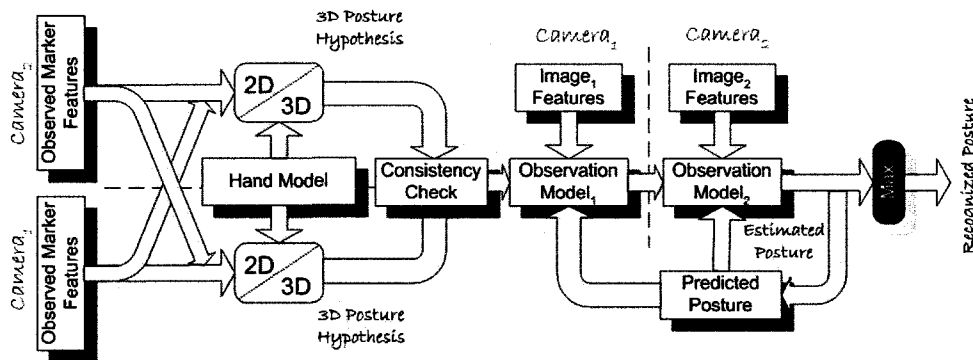 Camera₂
Observed Marker
Features
Camera₁
Observed Marker
Features
3D Posture
Hypothesis
2D
3D
Hand Model
2D
3D
3D Posture
Hypothesis
Consistency
Check
Camera₁
Image₁
Features
Observation
Model₁
Camera₂
Image₂
Features
Observation
Model₂
Estimated
Posture
Predicted
Posture
Max
Recognized Posture